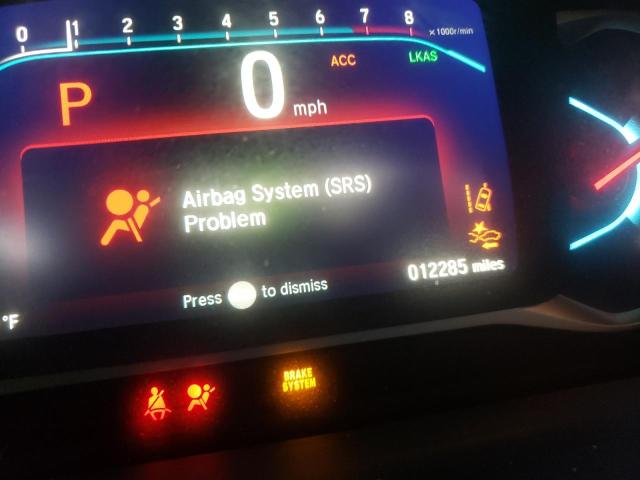 0 1 2 3 4 5 6 7 8 ×1000r/min
ACC LKAS
P 0 mph
Airbag System (SRS)
Problem
012285 miles
Press to dismiss
°F
BRAKE
SYSTEM